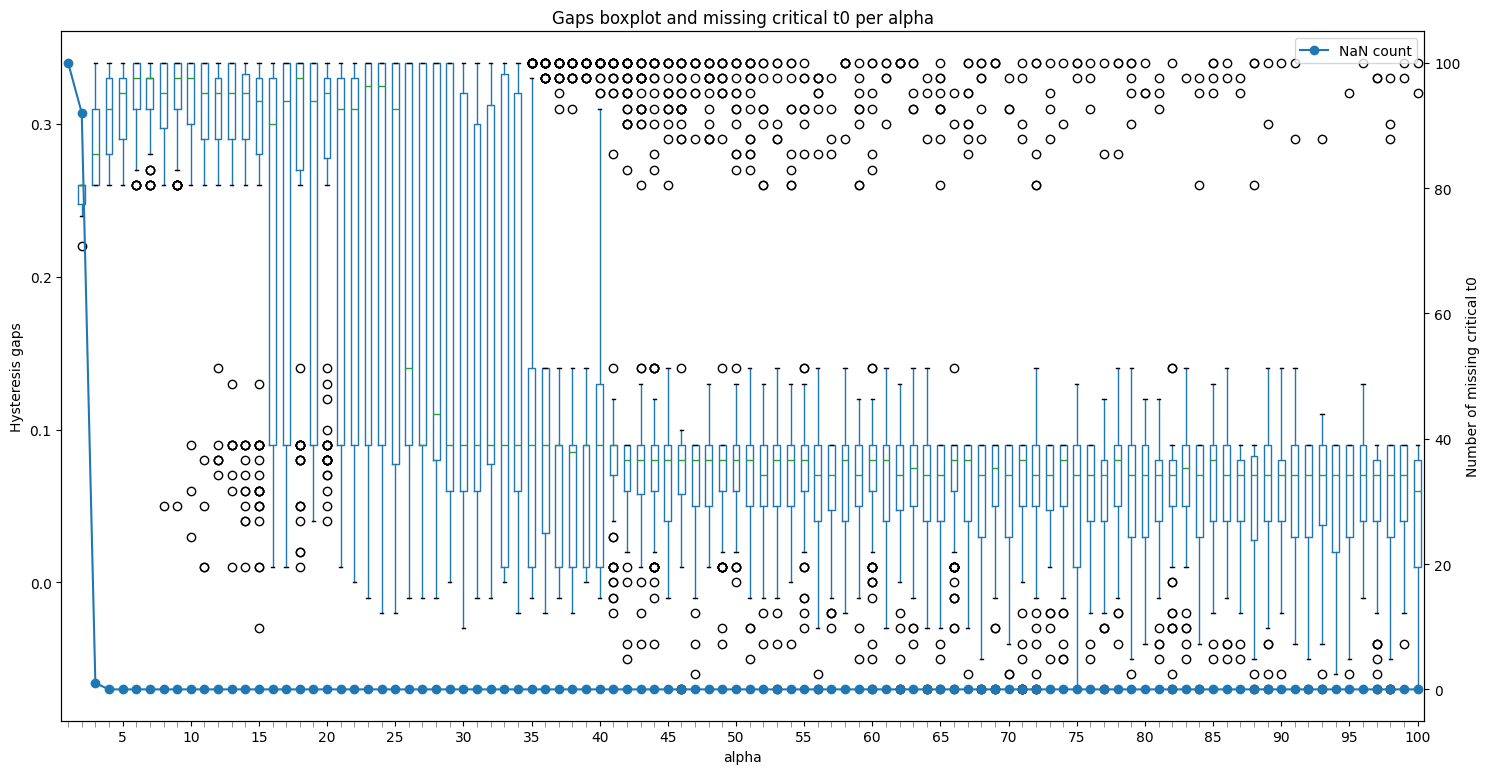 Gaps boxplot and missing critical t0 per alpha
NaN count
Hysteresis gaps
0.3
0.2
0.1
0.0
100
80
60
40
20
0
Number of missing critical t0
5 10 15 20 25 30 35 40 45 50 55 60 65 70 75 80 85 90 95 100
alpha